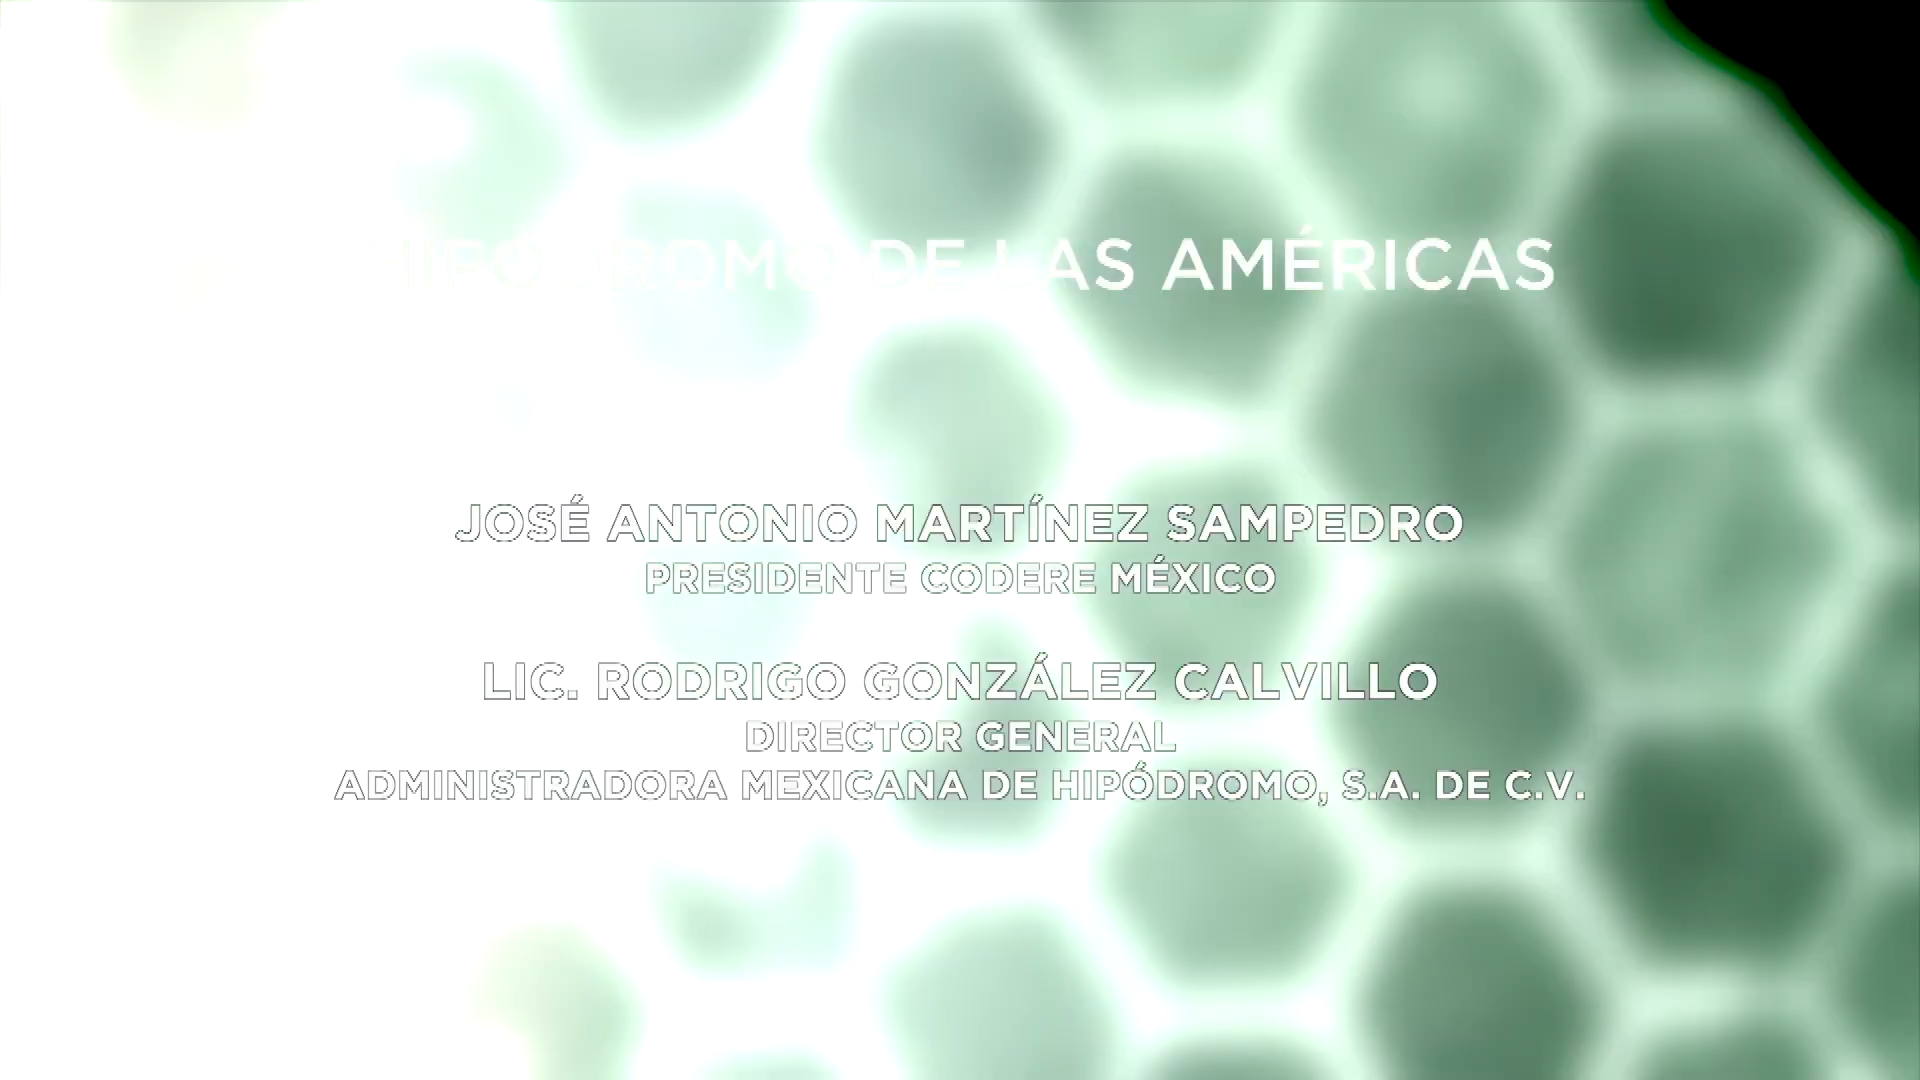 HIPÓDROMO DE LAS AMÉRICAS
JOSÉ ANTONIO MARTÍNEZ SAMPEDRO
PRESIDENTE CODERE MÉXICO
LIC. RODRIGO GONZÁLEZ CALVILLO
DIRECTOR GENERAL
ADMINISTRADORA MEXICANA DE HIPÓDROMO, S.A. DE C.V.